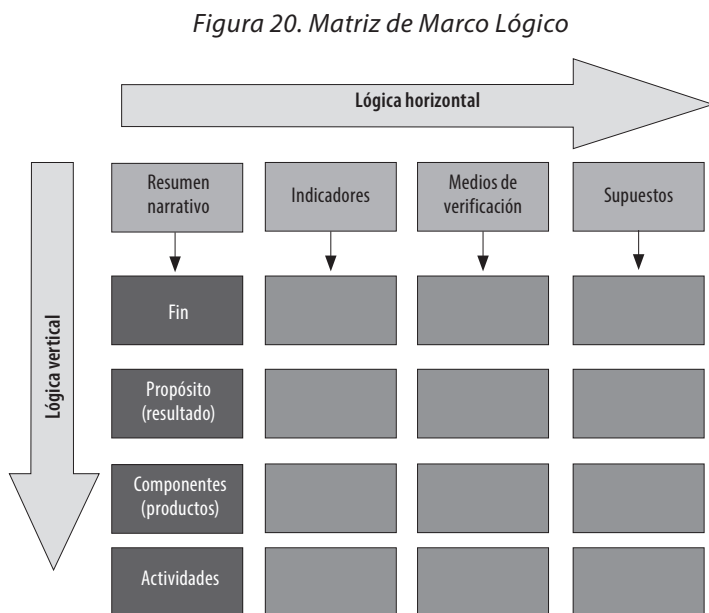 Figura 20. Matriz de Marco Lógico
Lógica horizontal
Lógica vertical
Resumen
narrativo
Indicadores
Medios de
verificación
Supuestos
Fin
Propósito
(resultado)
Componentes
(productos)
Actividades